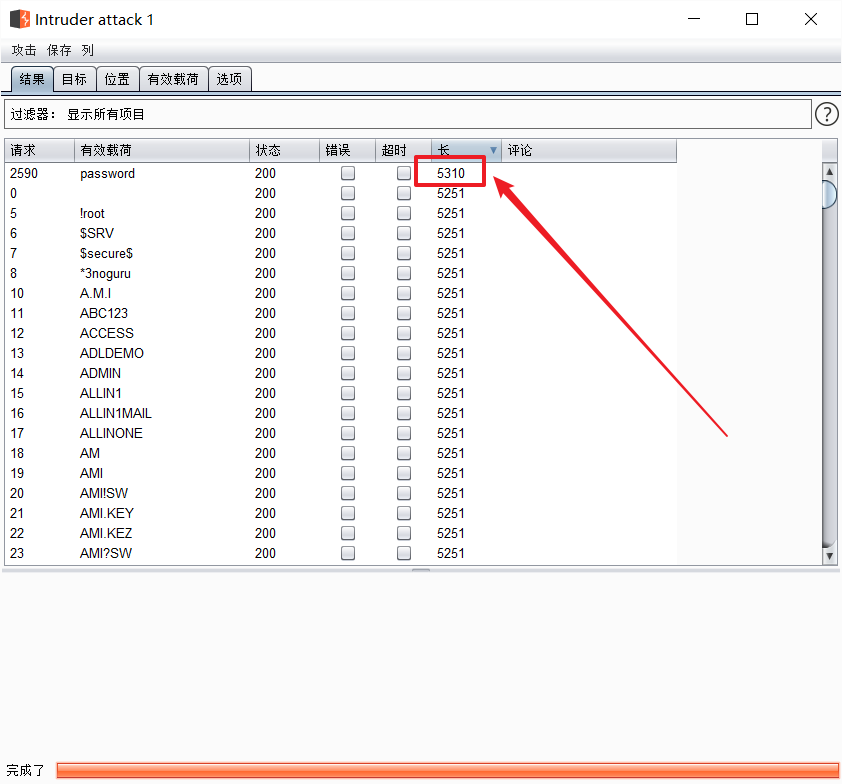 Intruder attack 1
攻击 保存 列
结果 目标 位置 有效载荷 选项
过滤器： 显示所有项目 ?
请求 有效载荷 状态 错误 超时 长 评论
2590 password 200 5310
0 200 5251
5 !root 200 5251
6 $SRV 200 5251
7 $secure$ 200 5251
8 *3noguru 200 5251
10 A.M.I 200 5251
11 ABC123 200 5251
12 ACCESS 200 5251
13 ADLDEMO 200 5251
14 ADMIN 200 5251
15 ALLIN1 200 5251
16 ALLIN1MAIL 200 5251
17 ALLINONE 200 5251
18 AM 200 5251
19 AMI 200 5251
20 AMI!SW 200 5251
21 AMI.KEY 200 5251
22 AMI.KEZ 200 5251
23 AMI?SW 200 5251
完成了